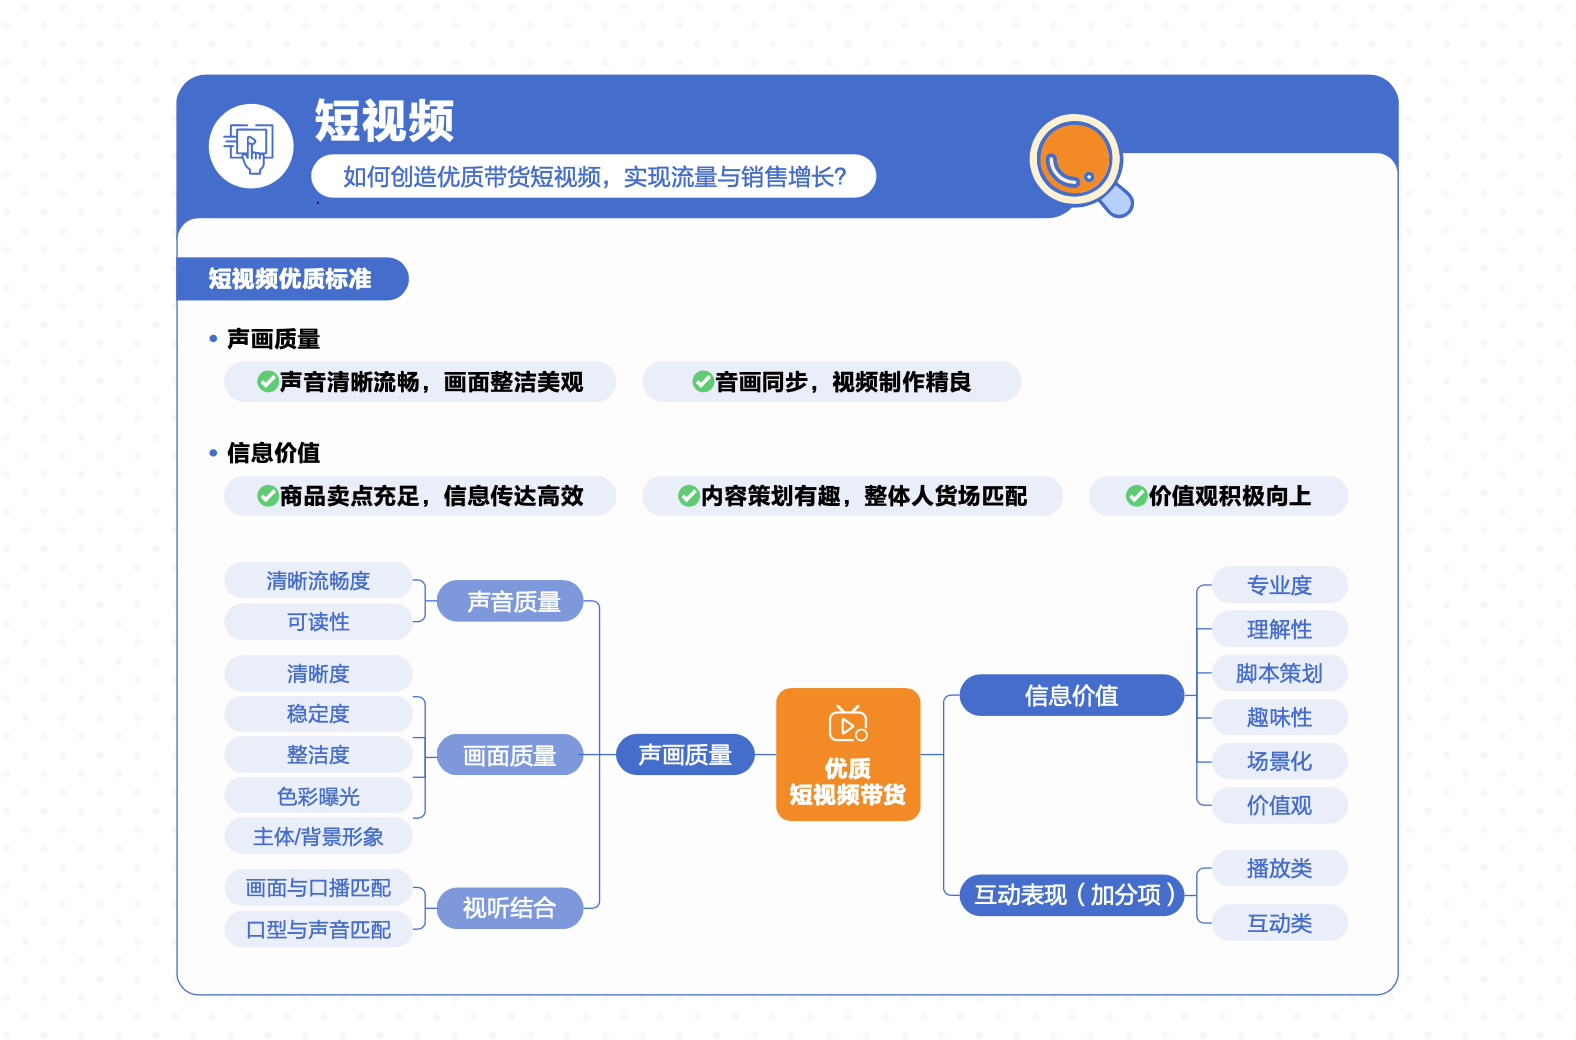 短视频
如何创造优质带货短视频，实现流量与销售增长？
短视频优质标准
• 声画质量
声音清晰流畅，画面整洁美观
音画同步，视频制作精良
• 信息价值
商品卖点充足，信息传达高效
内容策划有趣，整体人货场匹配
价值观积极向上
清晰流畅度
可读性
声音质量
清晰度
稳定度
整洁度
色彩曝光
主体/背景形象
画面质量
画面与口播匹配
口型与声音匹配
视听结合
声画质量
优质
短视频带货
信息价值
专业度
理解性
脚本策划
趣味性
场景化
价值观
互动表现（加分项）
播放类
互动类